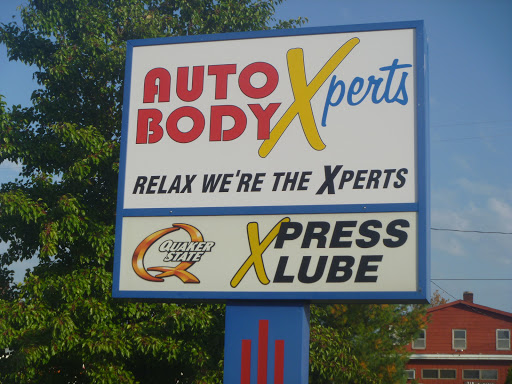 AUTO
BODY Xperts
RELAX WE'RE THE XPERTS
QUAKER
STATE
XPRESS
LUBE